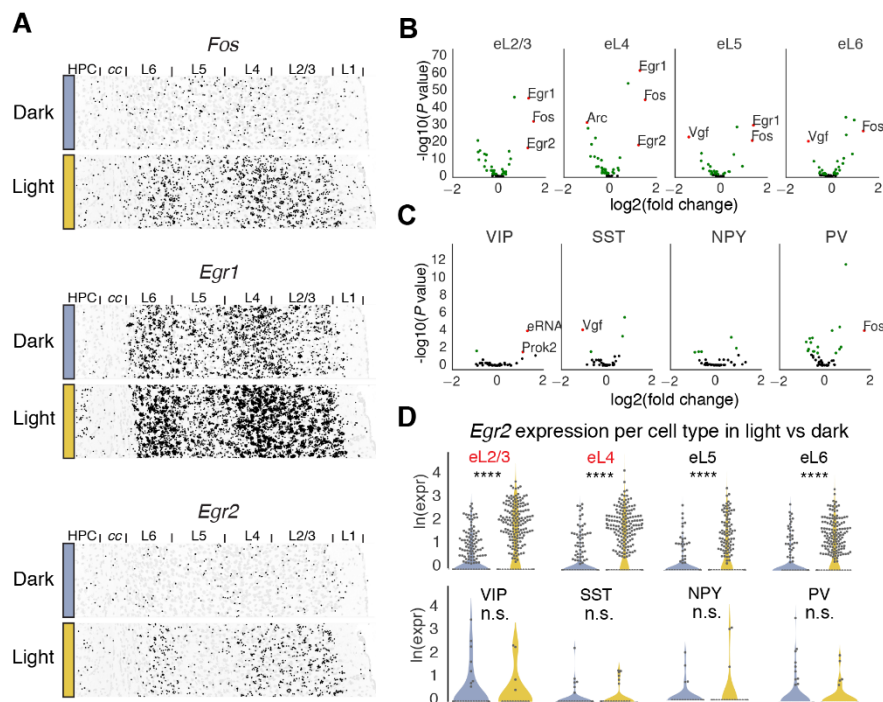 A
Fos
HPC cc L6 L5 L4 L2/3 L1
Dark
Light
Egr1
HPC cc L6 L5 L4 L2/3 L1
Dark
Light
Egr2
HPC cc L6 L5 L4 L2/3 L1
Dark
Light
B
eL2/3 eL4 eL5 eL6
-log10(P value)
70
60
50
40
30
20
10
0
Egr1
Fos
Egr2
Egr1
Fos
Arc
Egr2
Egr1
Vgf
Fos
Fos
Vgf
−2 0 2 −2 0 2 −2 0 2 −2 0 2
log2(fold change)
C
VIP SST NPY PV
-log10(P value)
12
10
8
6
4
2
0
eRNA
Prok2
Vgf
Fos
−2 0 2 −2 0 2 −2 0 2 −2 0 2
log2(fold change)
D
Egr2 expression per cell type in light vs dark
eL2/3 eL4 eL5 eL6
**** **** **** ****
ln(expr)
4
3
2
1
0
VIP SST NPY PV
n.s. n.s. n.s. n.s.
ln(expr)
4
3
2
1
0